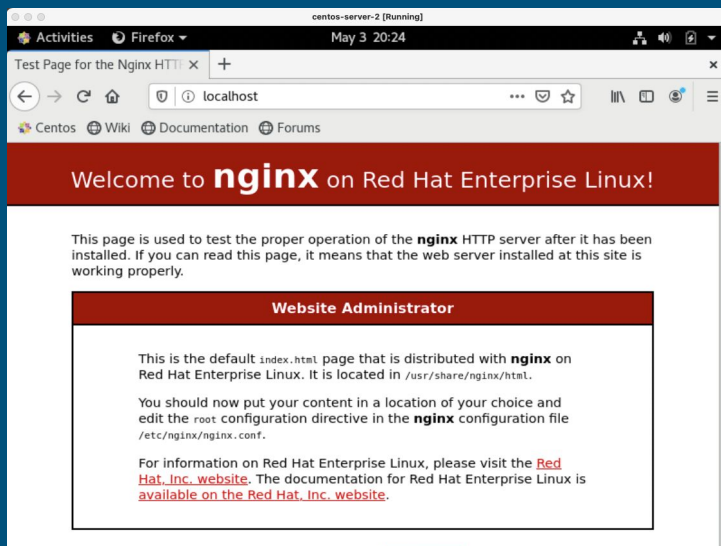 centos-server-2 [Running]
Activities Firefox May 3 20:24
Test Page for the Nginx HTT
localhost
Centos Wiki Documentation Forums
Welcome to nginx on Red Hat Enterprise Linux!
This page is used to test the proper operation of the nginx HTTP server after it has been
installed. If you can read this page, it means that the web server installed at this site is
working properly.
Website Administrator
This is the default index.html page that is distributed with nginx on
Red Hat Enterprise Linux. It is located in /usr/share/nginx/html.
You should now put your content in a location of your choice and
edit the root configuration directive in the nginx configuration file
/etc/nginx/nginx.conf.
For information on Red Hat Enterprise Linux, please visit the Red
Hat, Inc. website. The documentation for Red Hat Enterprise Linux is
available on the Red Hat, Inc. website.